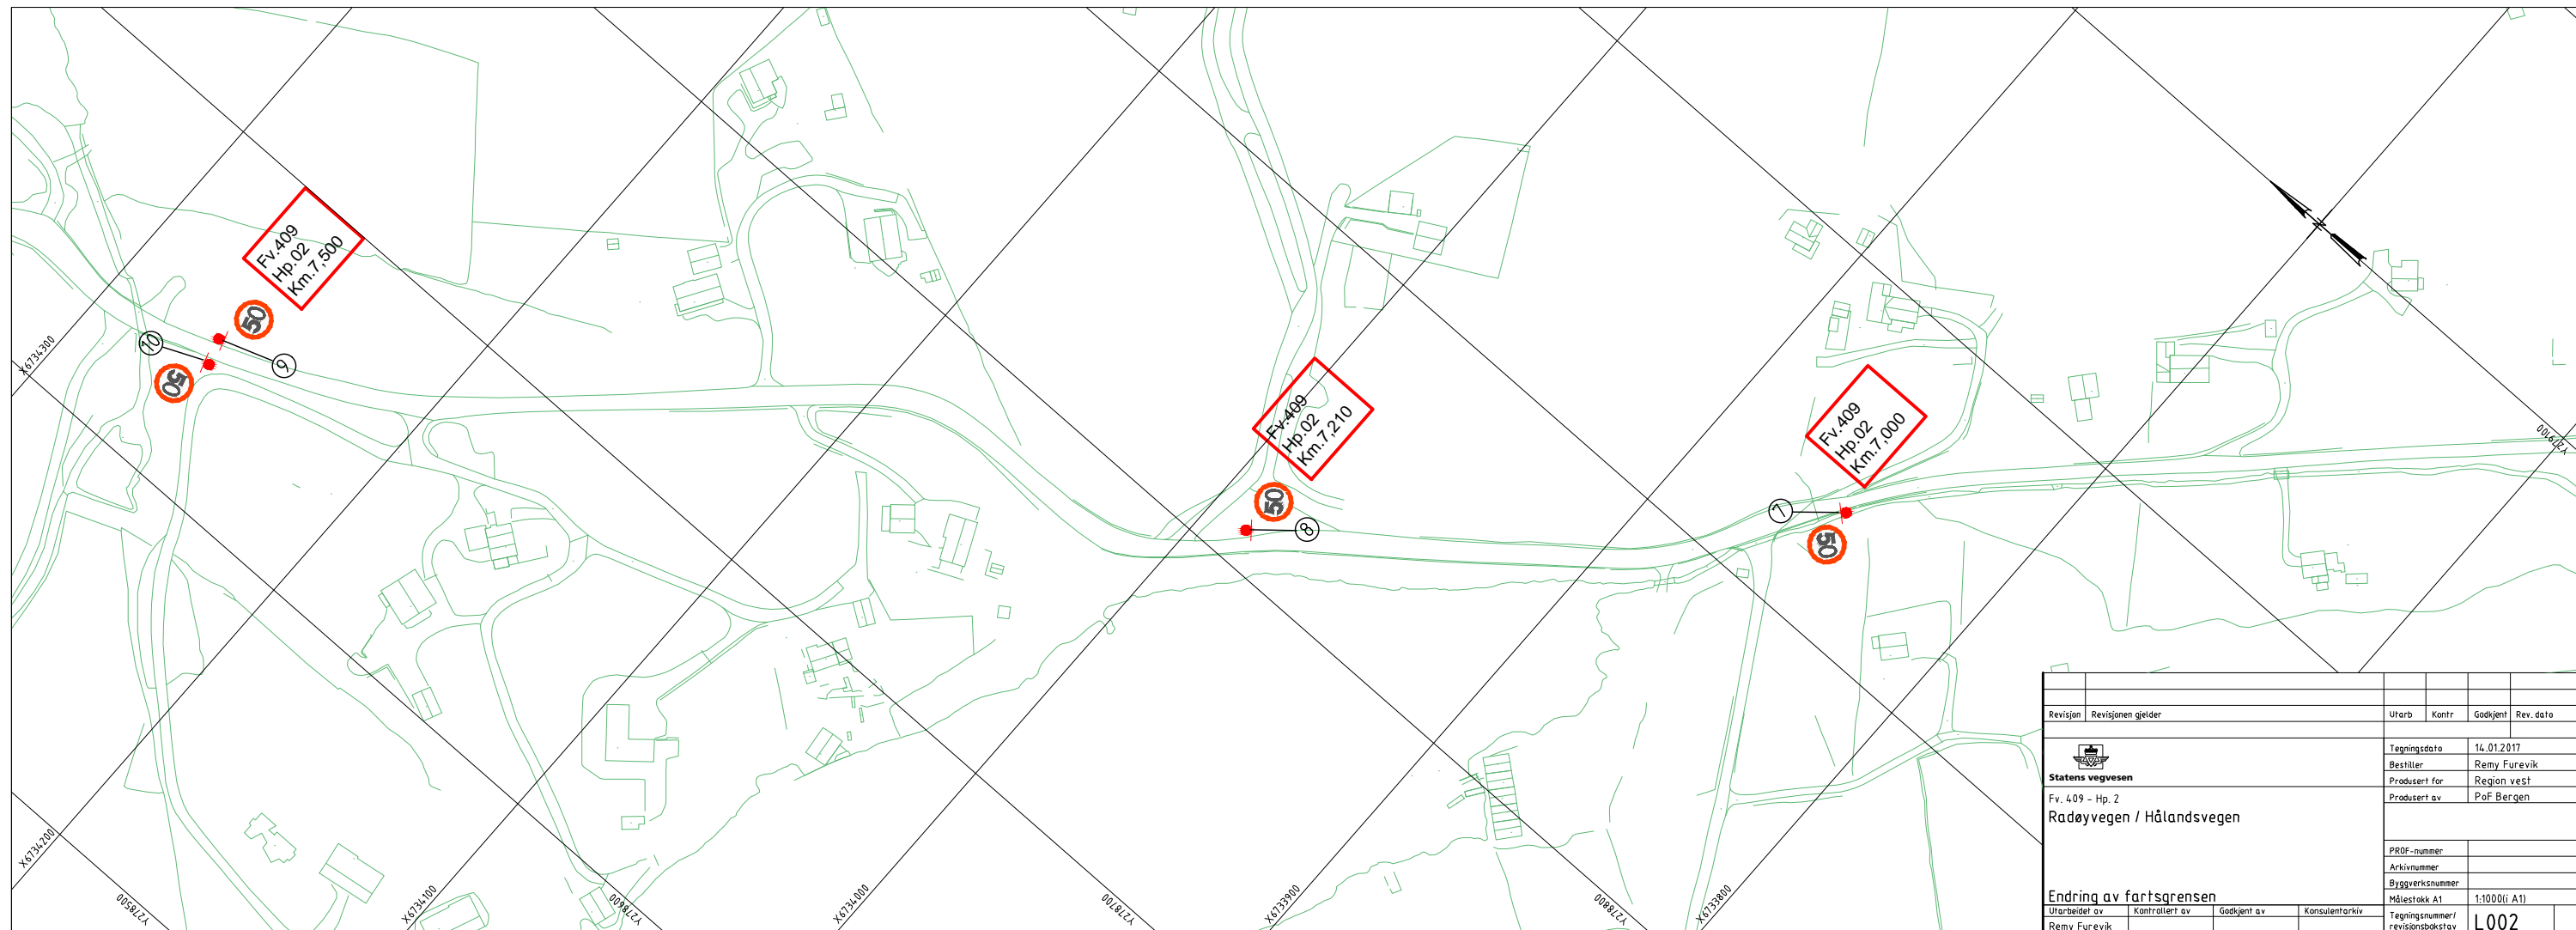 Fv.409
Hp.02
Km.7,500
50
9
10
50
X6734300
Fv.409
Hp.02
Km.7,210
50
8
Fv.409
Hp.02
Km.7,000
7
50
N
Y279100
X6734200
Y278500
X6734100
Y278600
X6734000
Y278700
X6733900
Y278800
X6733800
Revisjon Revisjonen gjelder Utarb Kontr Godkjent Rev. dato
Statens vegvesen
Tegningsdato 14.01.2017
Bestiller Remy Furevik
Produsert for Region vest
Produsert av PoF Bergen
Fv. 409 - Hp. 2
Radøyvegen / Hålandsvegen
PROF-nummer
Arkivnummer
Byggverksnummer
Endring av fartsgrensen
Målestokk A1 1:1000(i A1)
Utarbeidet av Kontrollert av Godkjent av Konsulentarkiv
Remy Furevik
Tegningsnummer/
revisjonsbokstav L002